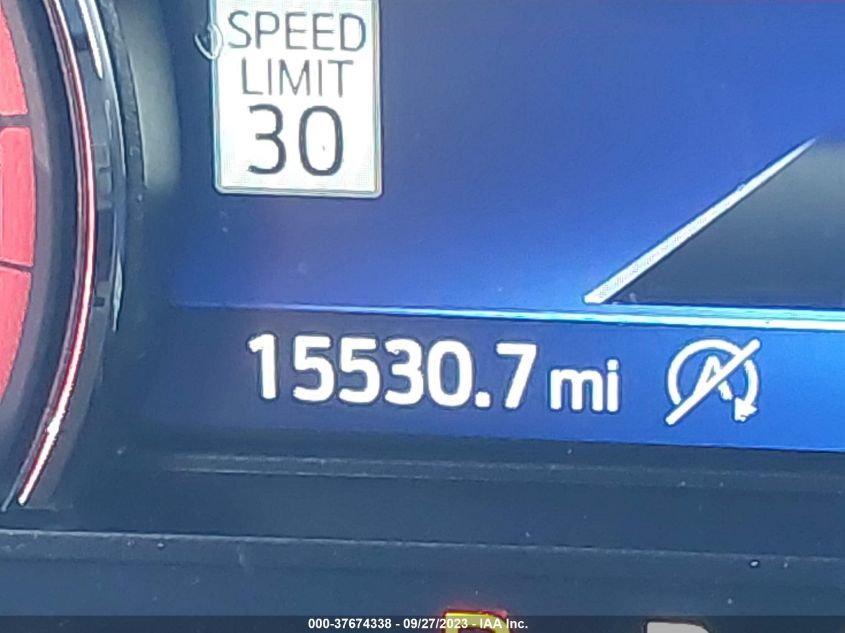 SPEED
LIMIT
30
15530.7 mi
000-37674338 - 09/27/2023 - IAA Inc.